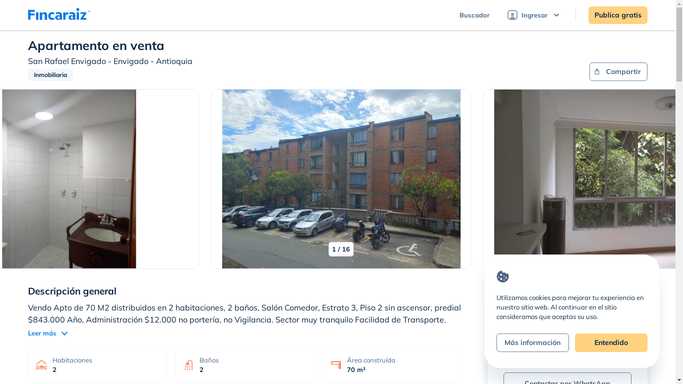 Fincaraiz
Buscador
Ingresar
Publica gratis
Apartamento en venta
San Rafael Envigado - Envigado - Antioquia
Inmobiliaria
Compartir
1 / 16
Descripción general
Vendo Apto de 70 M2 distribuidos en 2 habitaciones, 2 baños, Salón Comedor, Estrato 3, Piso 2 sin ascensor, predial
$843.000 Año, Administración $12.000 no portería, no Vigilancia. Sector muy tranquilo Facilidad de Transporte.
Leer más
Habitaciones
2
Baños
2
Área construida
70 m²
Utilizamos cookies para mejorar tu experiencia en
nuestro sitio web. Al continuar en el sitio
consideramos que aceptas su uso.
Más información
Entendido
Contactar por WhatsApp